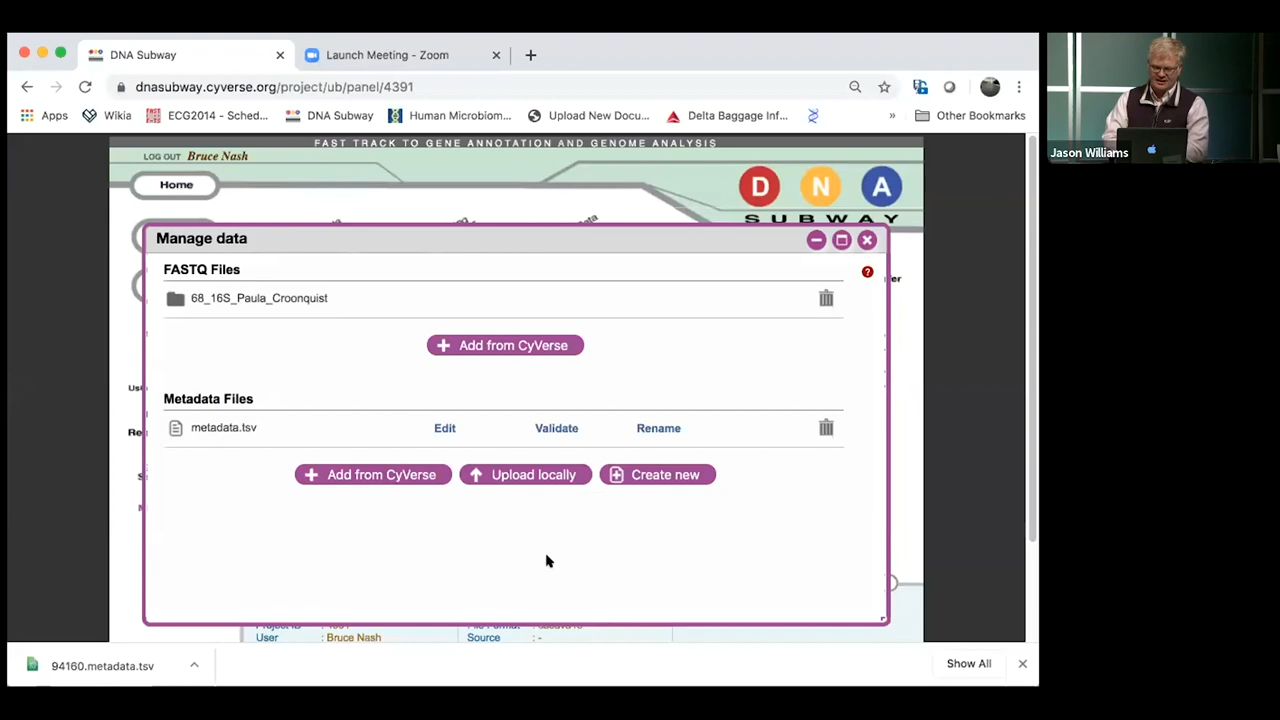 DNA Subway
Launch Meeting - Zoom
dnasubway.cyverse.org/project/ub/panel/4391
Apps
Wikia
ECG2014 - Sched...
DNA Subway
Human Microbiom...
Upload New Docu...
Delta Baggage Inf...
»
Other Bookmarks
Jason Williams
FAST TRACK TO GENE ANNOTATION AND GENOME ANALYSIS
LOG OUT Bruce Nash
Home
D N A
SUBWAY
Manage data
FASTQ Files
?
68_16S_Paula_Croonquist
+ Add from CyVerse
Metadata Files
metadata.tsv Edit Validate Rename
+ Add from CyVerse
Upload locally
Create new
User : Bruce Nash
Source : -
94160.metadata.tsv
Show All